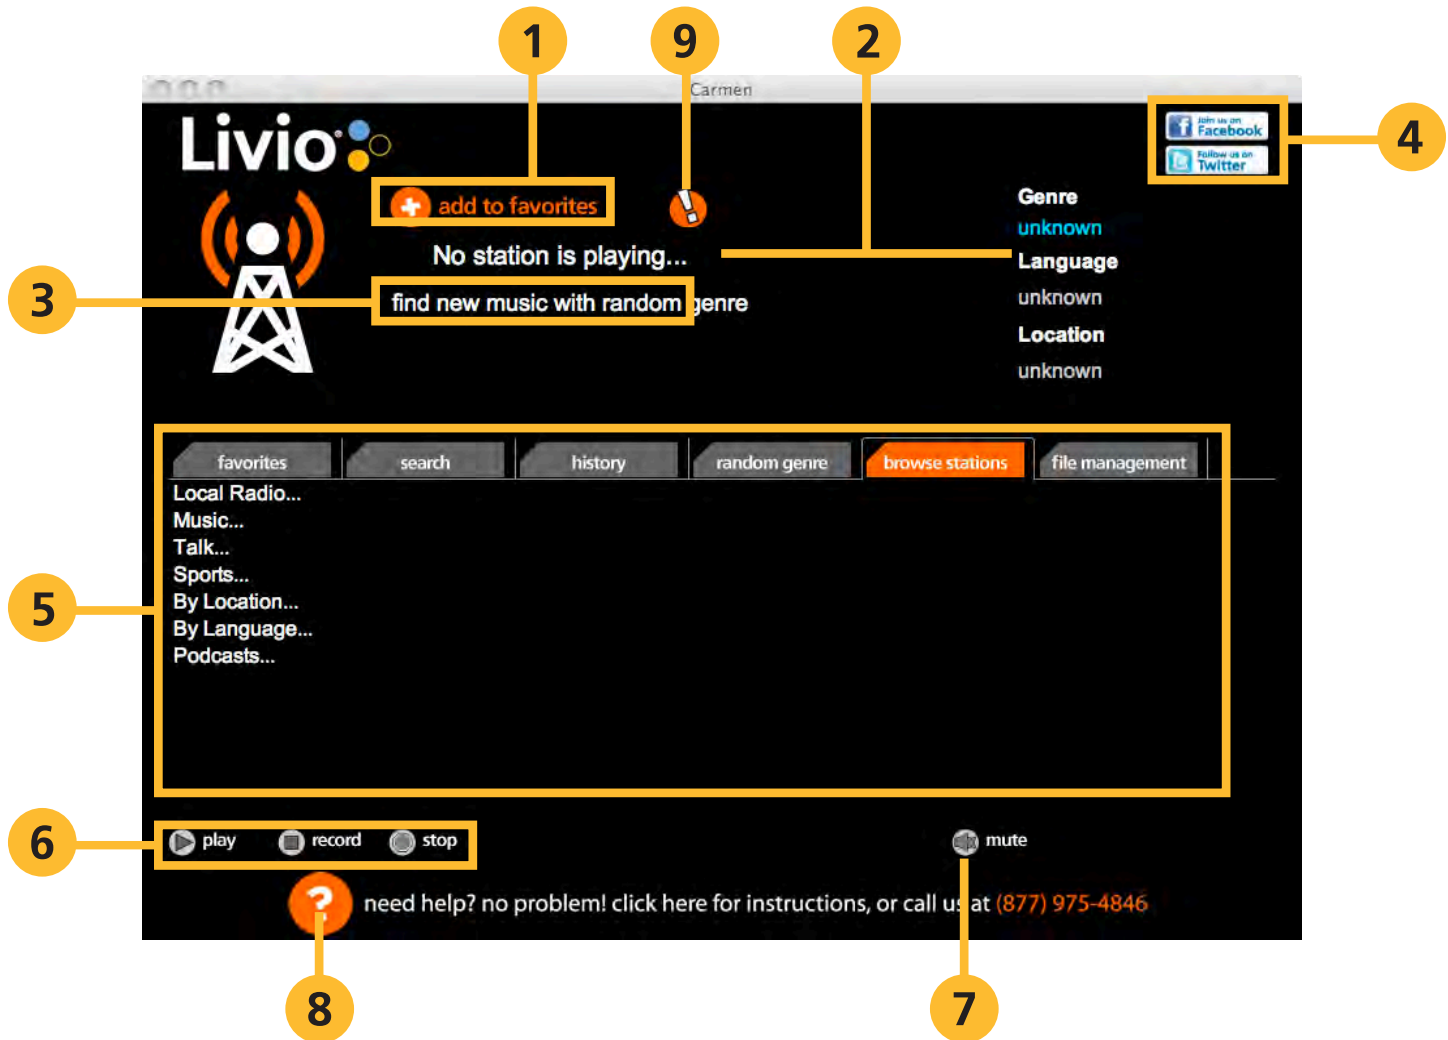 1
9
2
Carmen
Livio
Join us on
Facebook
Follow us on
Twitter
4
add to favorites
!
Genre
unknown
No station is playing...
Language
3
find new music with random genre
unknown
Location
unknown
favorites search history random genre browse stations file management
Local Radio...
Music...
Talk...
Sports...
5
By Location...
By Language...
Podcasts...
6
play record stop mute
? need help? no problem! click here for instructions, or call us at (877) 975-4846
8
7